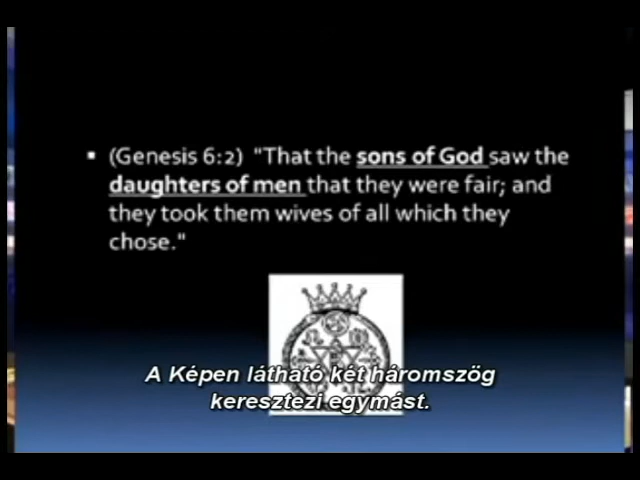 ▪ (Genesis 6:2) "That the sons of God saw the
daughters of men that they were fair; and
they took them wives of all which they
chose."
A Képen látható két háromszög
keresztezi egymást.